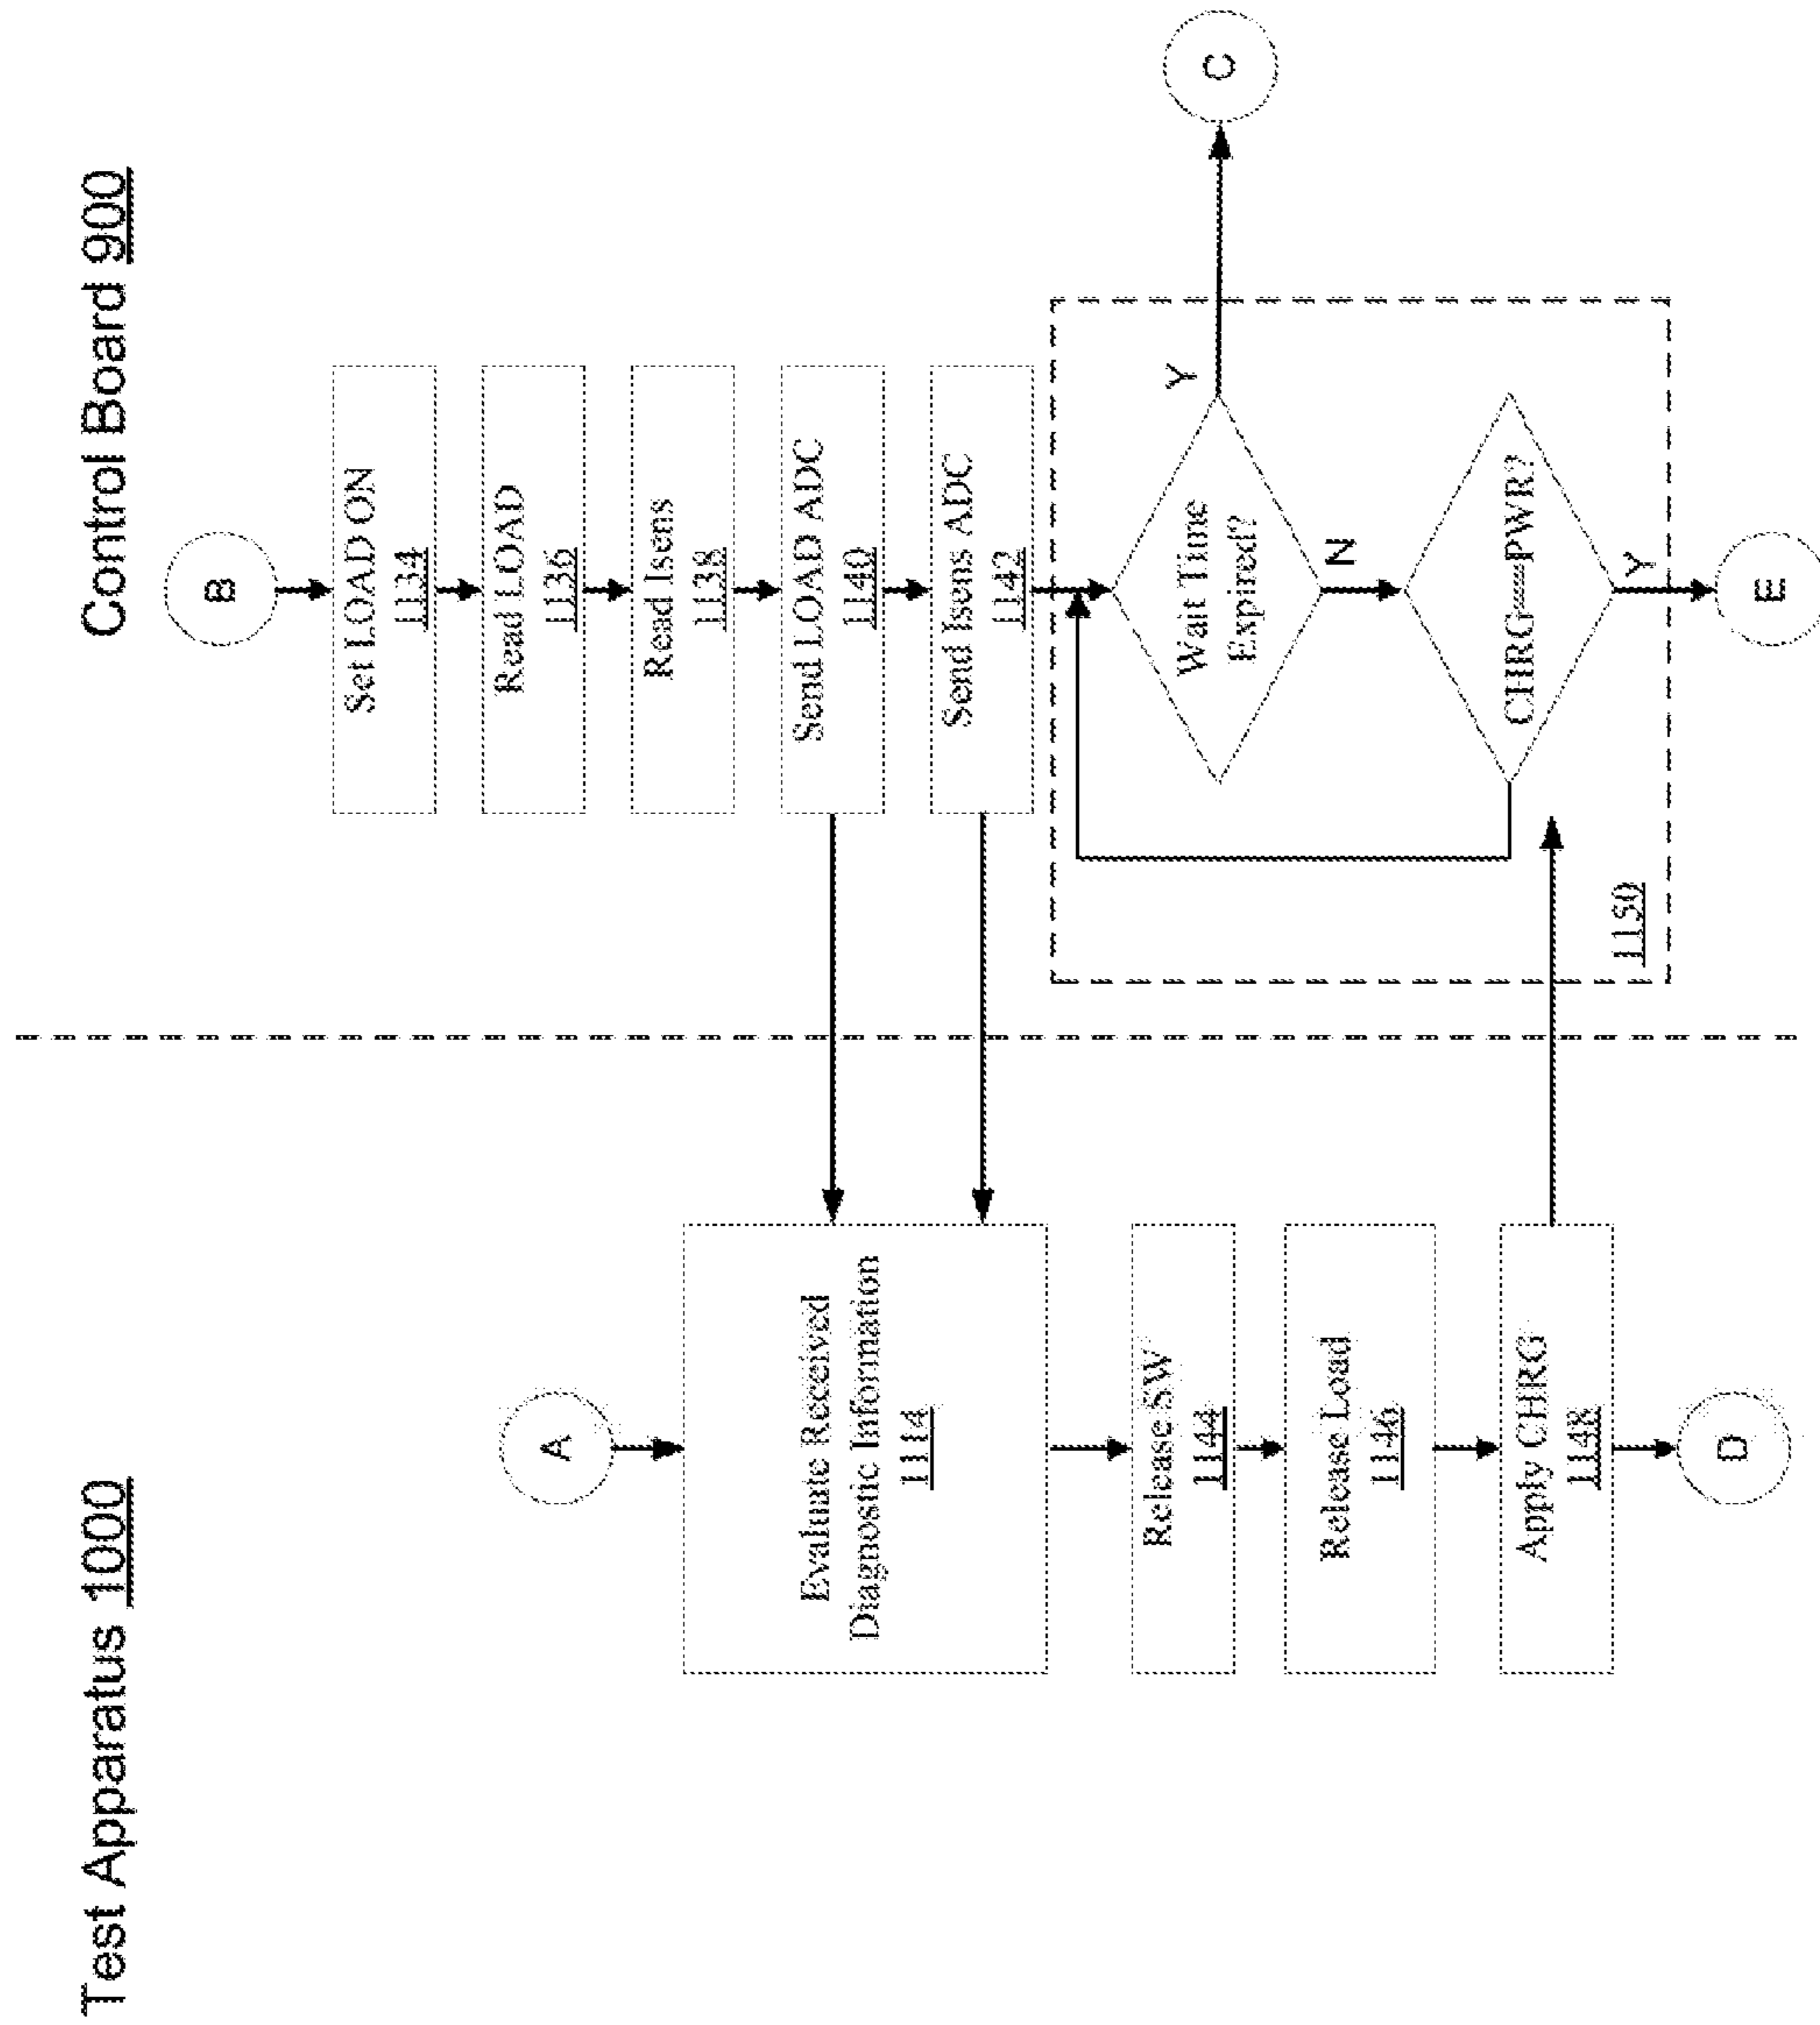 Test Apparatus 1000
Control Board 900
A
Evaluate Received
Diagnostic Information
1114
Release SW
1144
Release Load
1146
Apply CHRG
1148
D
B
Set LOAD ON
1134
Read LOAD
1136
Read Isens
1138
Send LOAD ADC
1140
Send Isens ADC
1142
Wait Time
Expired?
Y
C
N
CHRG==PWR?
Y
1150
E